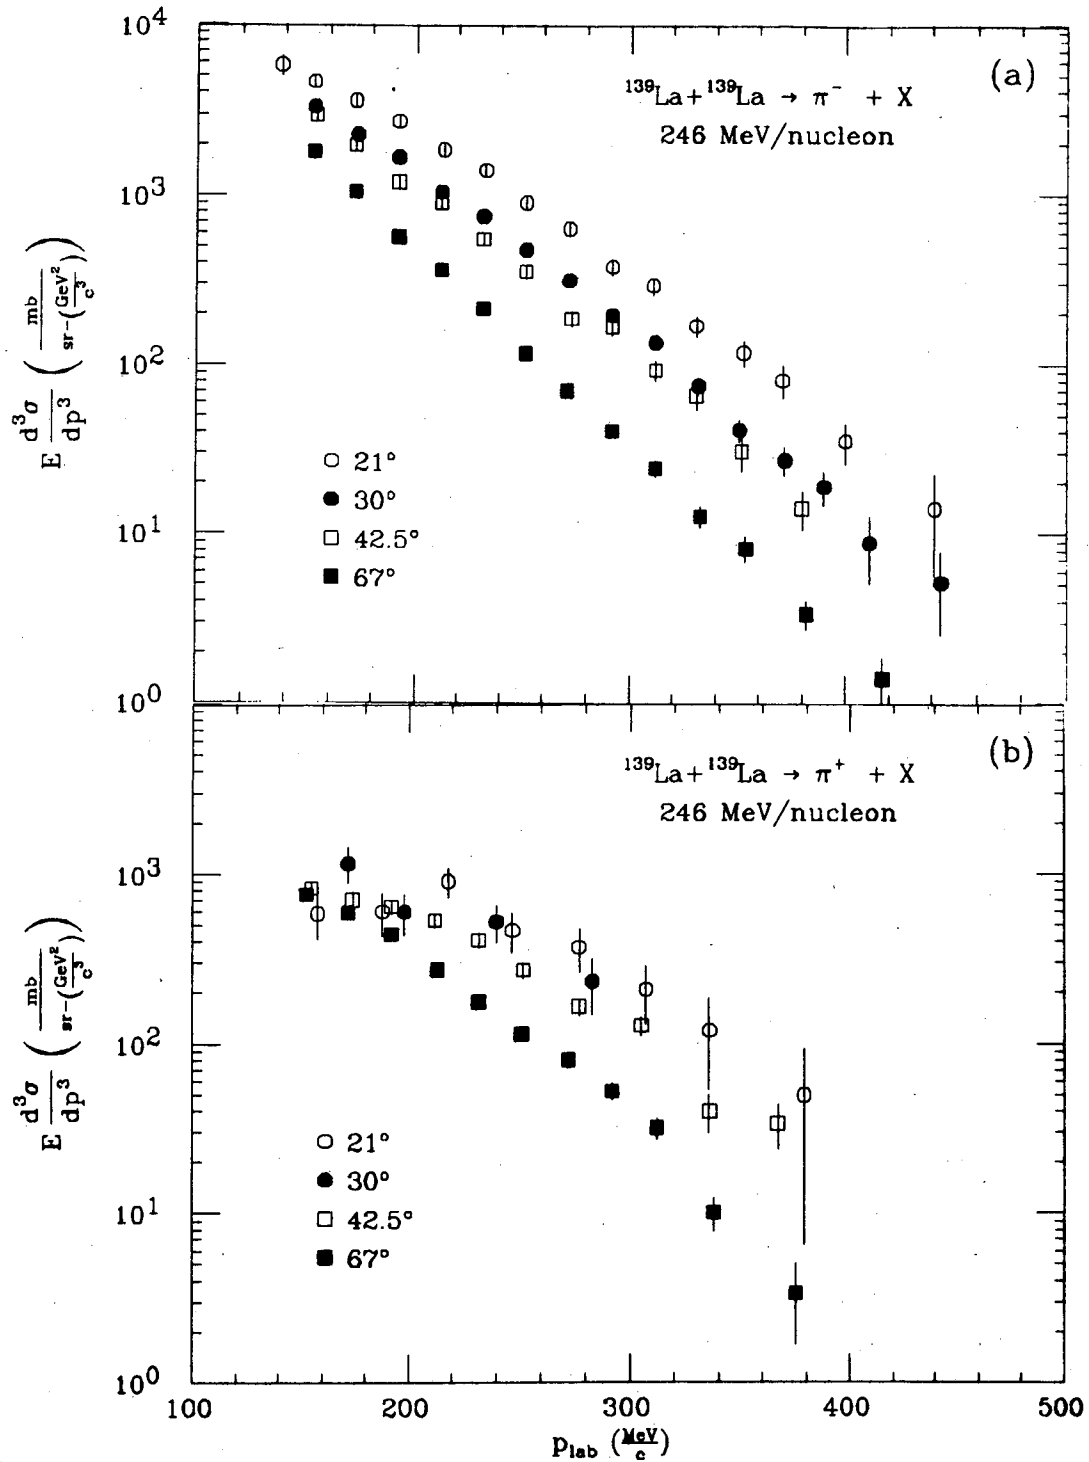 10⁴
(a)
¹³⁹La+¹³⁹La → π⁻ + X
246 MeV/nucleon
10³
E d³σ/dp³ (mb/sr-(GeV²/c³))
10²
21°
30°
10¹
42.5°
67°
10⁰
(b)
¹³⁹La+¹³⁹La → π⁺ + X
246 MeV/nucleon
10³
E d³σ/dp³ (mb/sr-(GeV²/c³))
10²
21°
30°
10¹
42.5°
67°
10⁰
100 200 300 400 500
p_lab (MeV/c)